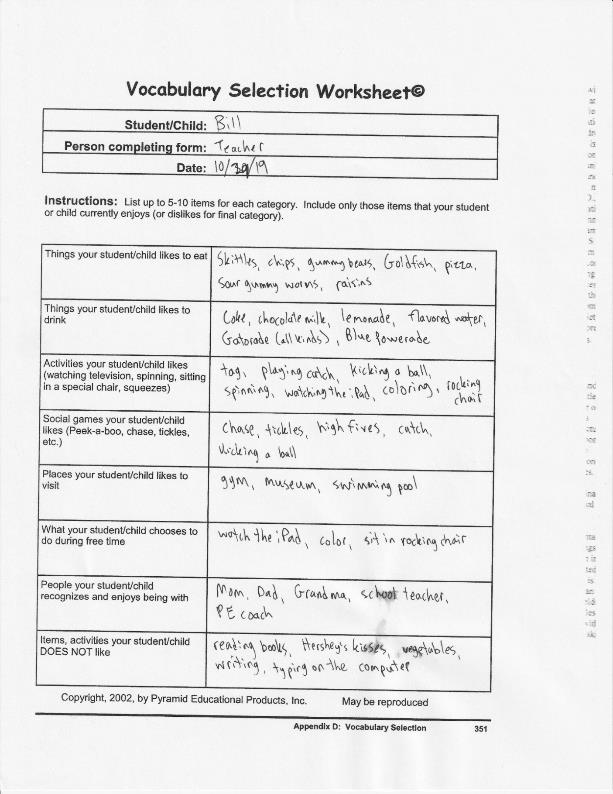 Vocabulary Selection Worksheet©
Student/Child: Bill
Person completing form: Teacher
Date: 10/30/19
Instructions: List up to 5-10 items for each category. Include only those items that your student
or child currently enjoys (or dislikes for final category).
Things your student/child likes to eat
Skittles, chips, gummy bears, Goldfish, pizza,
sour gummy worms, raisins
Things your student/child likes to
drink
Coke, chocolate milk, lemonade, flavored water,
Gatorade (all kinds), Blue Powerade
Activities your student/child likes
(watching television, spinning, sitting
in a special chair, squeezes)
tag, playing catch, kicking a ball,
spinning, watching the iPad, coloring, rocking
chair
Social games your student/child
likes (Peek-a-boo, chase, tickles,
etc.)
chase, tickles, high fives, catch,
kicking a ball
Places your student/child likes to
visit
gym, museum, swimming pool
What your student/child chooses to
do during free time
watch the iPad, color, sit in rocking chair
People your student/child
recognizes and enjoys being with
Mom, Dad, Grandma, school teacher,
PE coach
Items, activities your student/child
DOES NOT like
reading books, Hershey's kisses, vegetables,
writing, typing on the computer
Copyright, 2002, by Pyramid Educational Products, Inc. May be reproduced
Appendix D: Vocabulary Selection 351